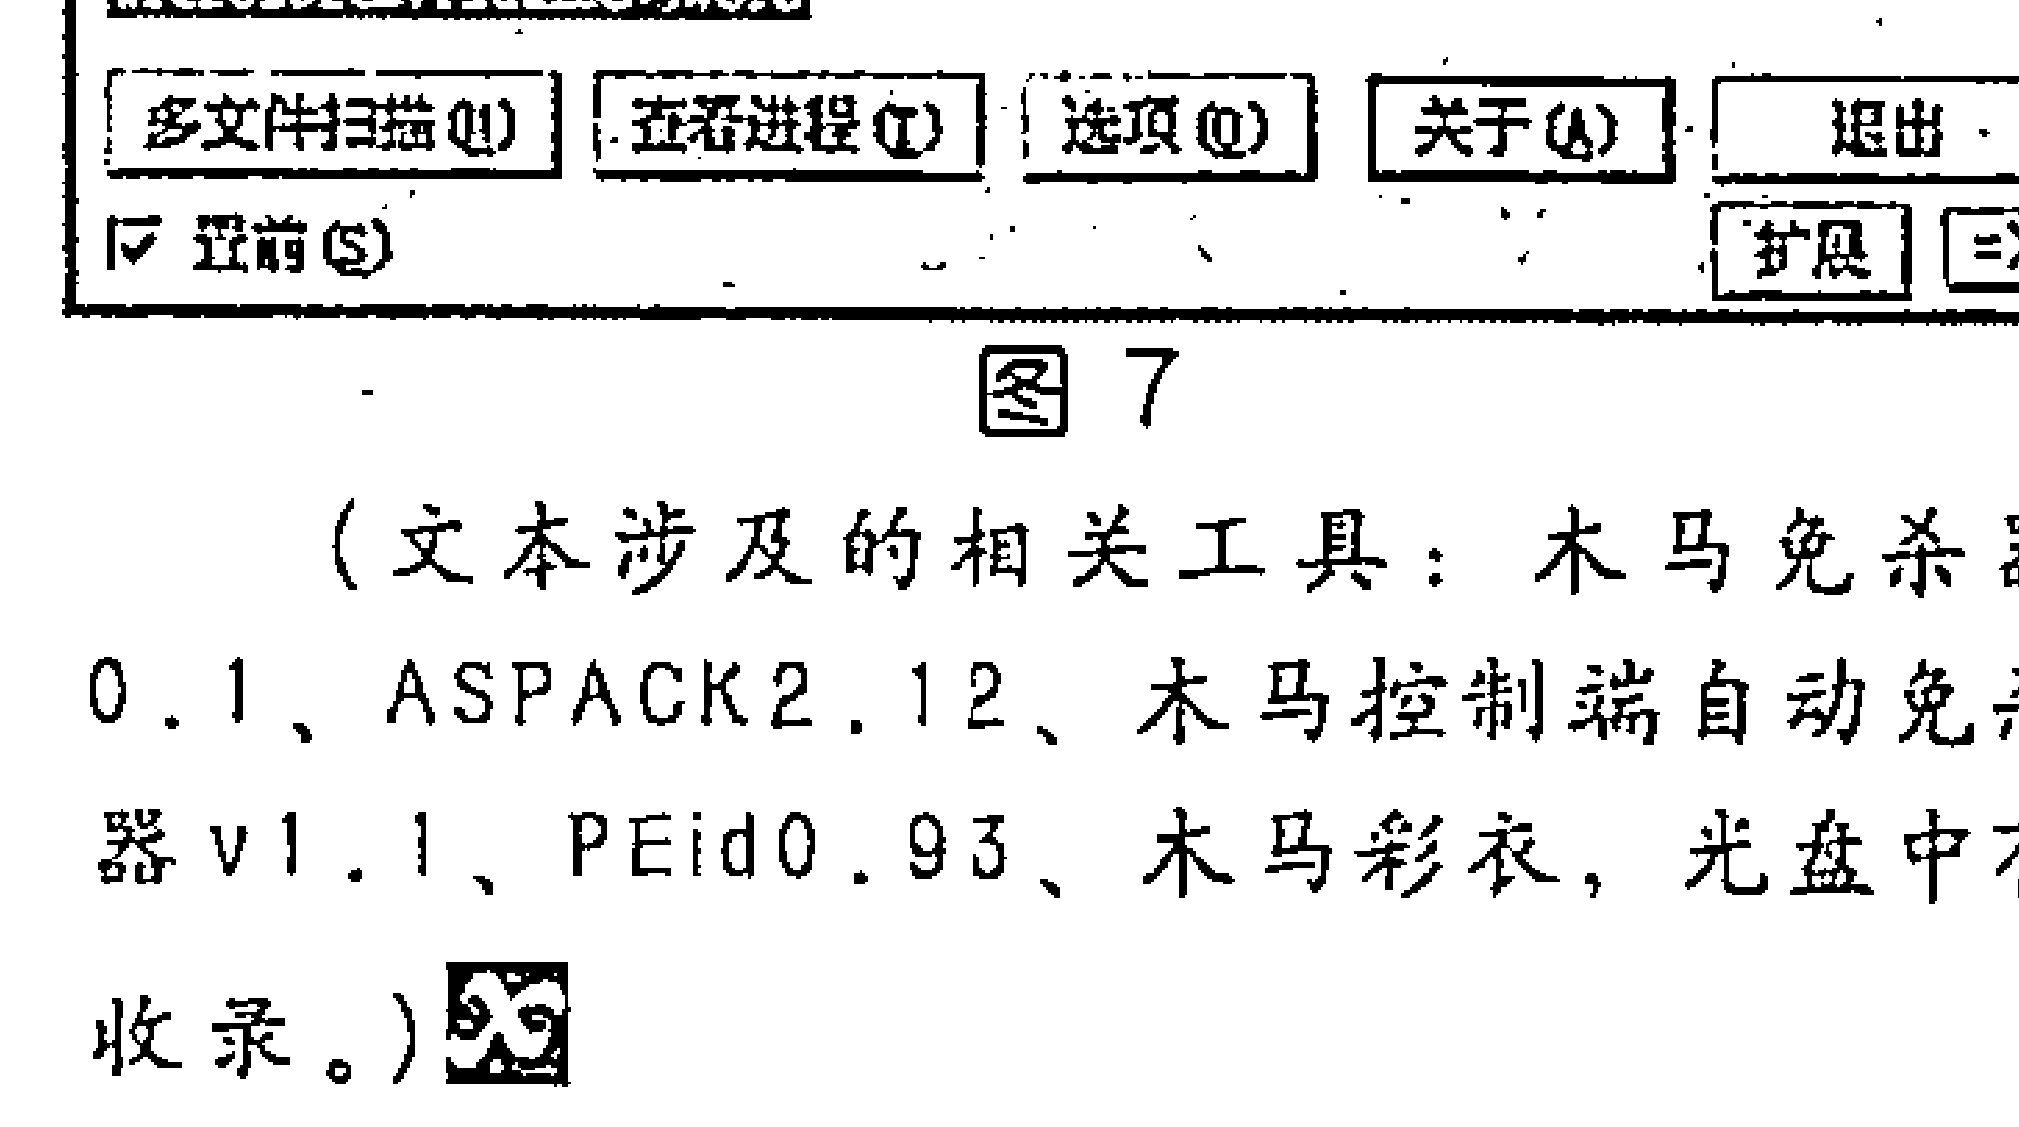 多文件扫描(M) 查看进程(T) 选项(O) 关于(A) 退出
置前(S) 扩展
图 7
(文本涉及的相关工具：木马免杀器
0.1、ASPACK2.12、木马控制端自动免杀
器v1.1、PEid0.93、木马彩衣，光盘中有
收录。)